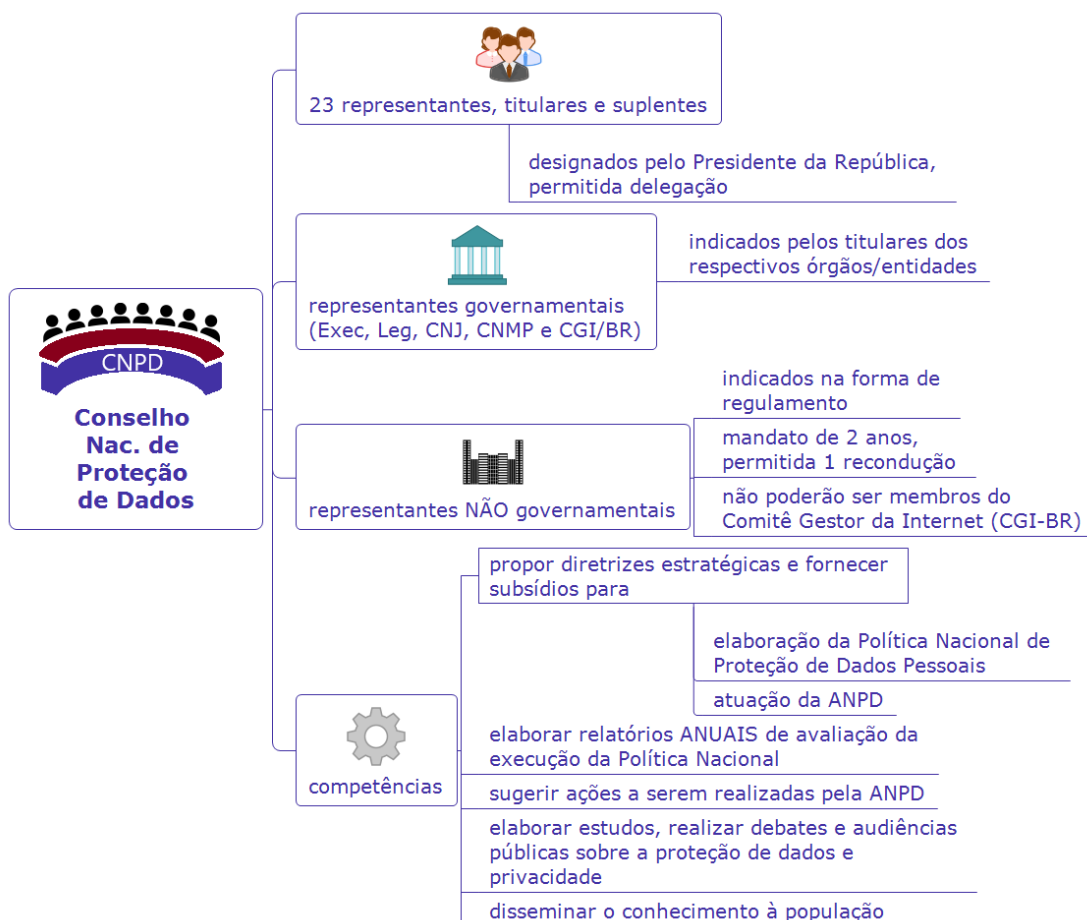 23 representantes, titulares e suplentes
designados pelo Presidente da República,
permitida delegação
representantes governamentais
(Exec, Leg, CNJ, CNMP e CGI/BR)
indicados pelos titulares dos
respectivos órgãos/entidades
CNPD
Conselho
Nac. de
Proteção
de Dados
representantes NÃO governamentais
indicados na forma de
regulamento
mandato de 2 anos,
permitida 1 recondução
não poderão ser membros do
Comitê Gestor da Internet (CGI-BR)
competências
propor diretrizes estratégicas e fornecer
subsídios para
elaboração da Política Nacional de
Proteção de Dados Pessoais
atuação da ANPD
elaborar relatórios ANUAIS de avaliação da
execução da Política Nacional
sugerir ações a serem realizadas pela ANPD
elaborar estudos, realizar debates e audiências
públicas sobre a proteção de dados e
privacidade
disseminar o conhecimento à população